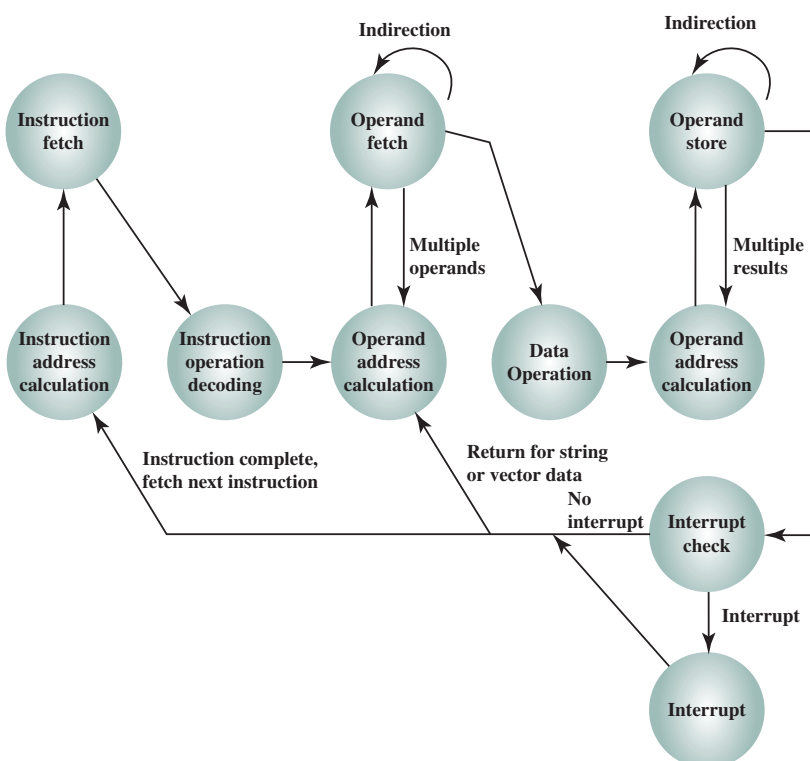 Indirection
Indirection
Instruction
fetch
Operand
fetch
Operand
store
Multiple
operands
Multiple
results
Instruction
address
calculation
Instruction
operation
decoding
Operand
address
calculation
Data
Operation
Operand
address
calculation
Instruction complete,
fetch next instruction
Return for string
or vector data
No
interrupt
Interrupt
check
Interrupt
Interrupt